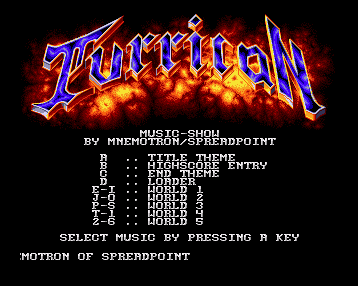 Turrican
MUSIC-SHOW
BY MNEMOTRON/SPREADPOINT
A .. TITLE THEME
B .. HIGHSCORE ENTRY
C .. END THEME
D .. LOADER
E-I .. WORLD 1
J-O .. WORLD 2
P-S .. WORLD 3
T-1 .. WORLD 4
2-6 .. WORLD 5
SELECT MUSIC BY PRESSING A KEY
MOTRON OF SPREADPOINT